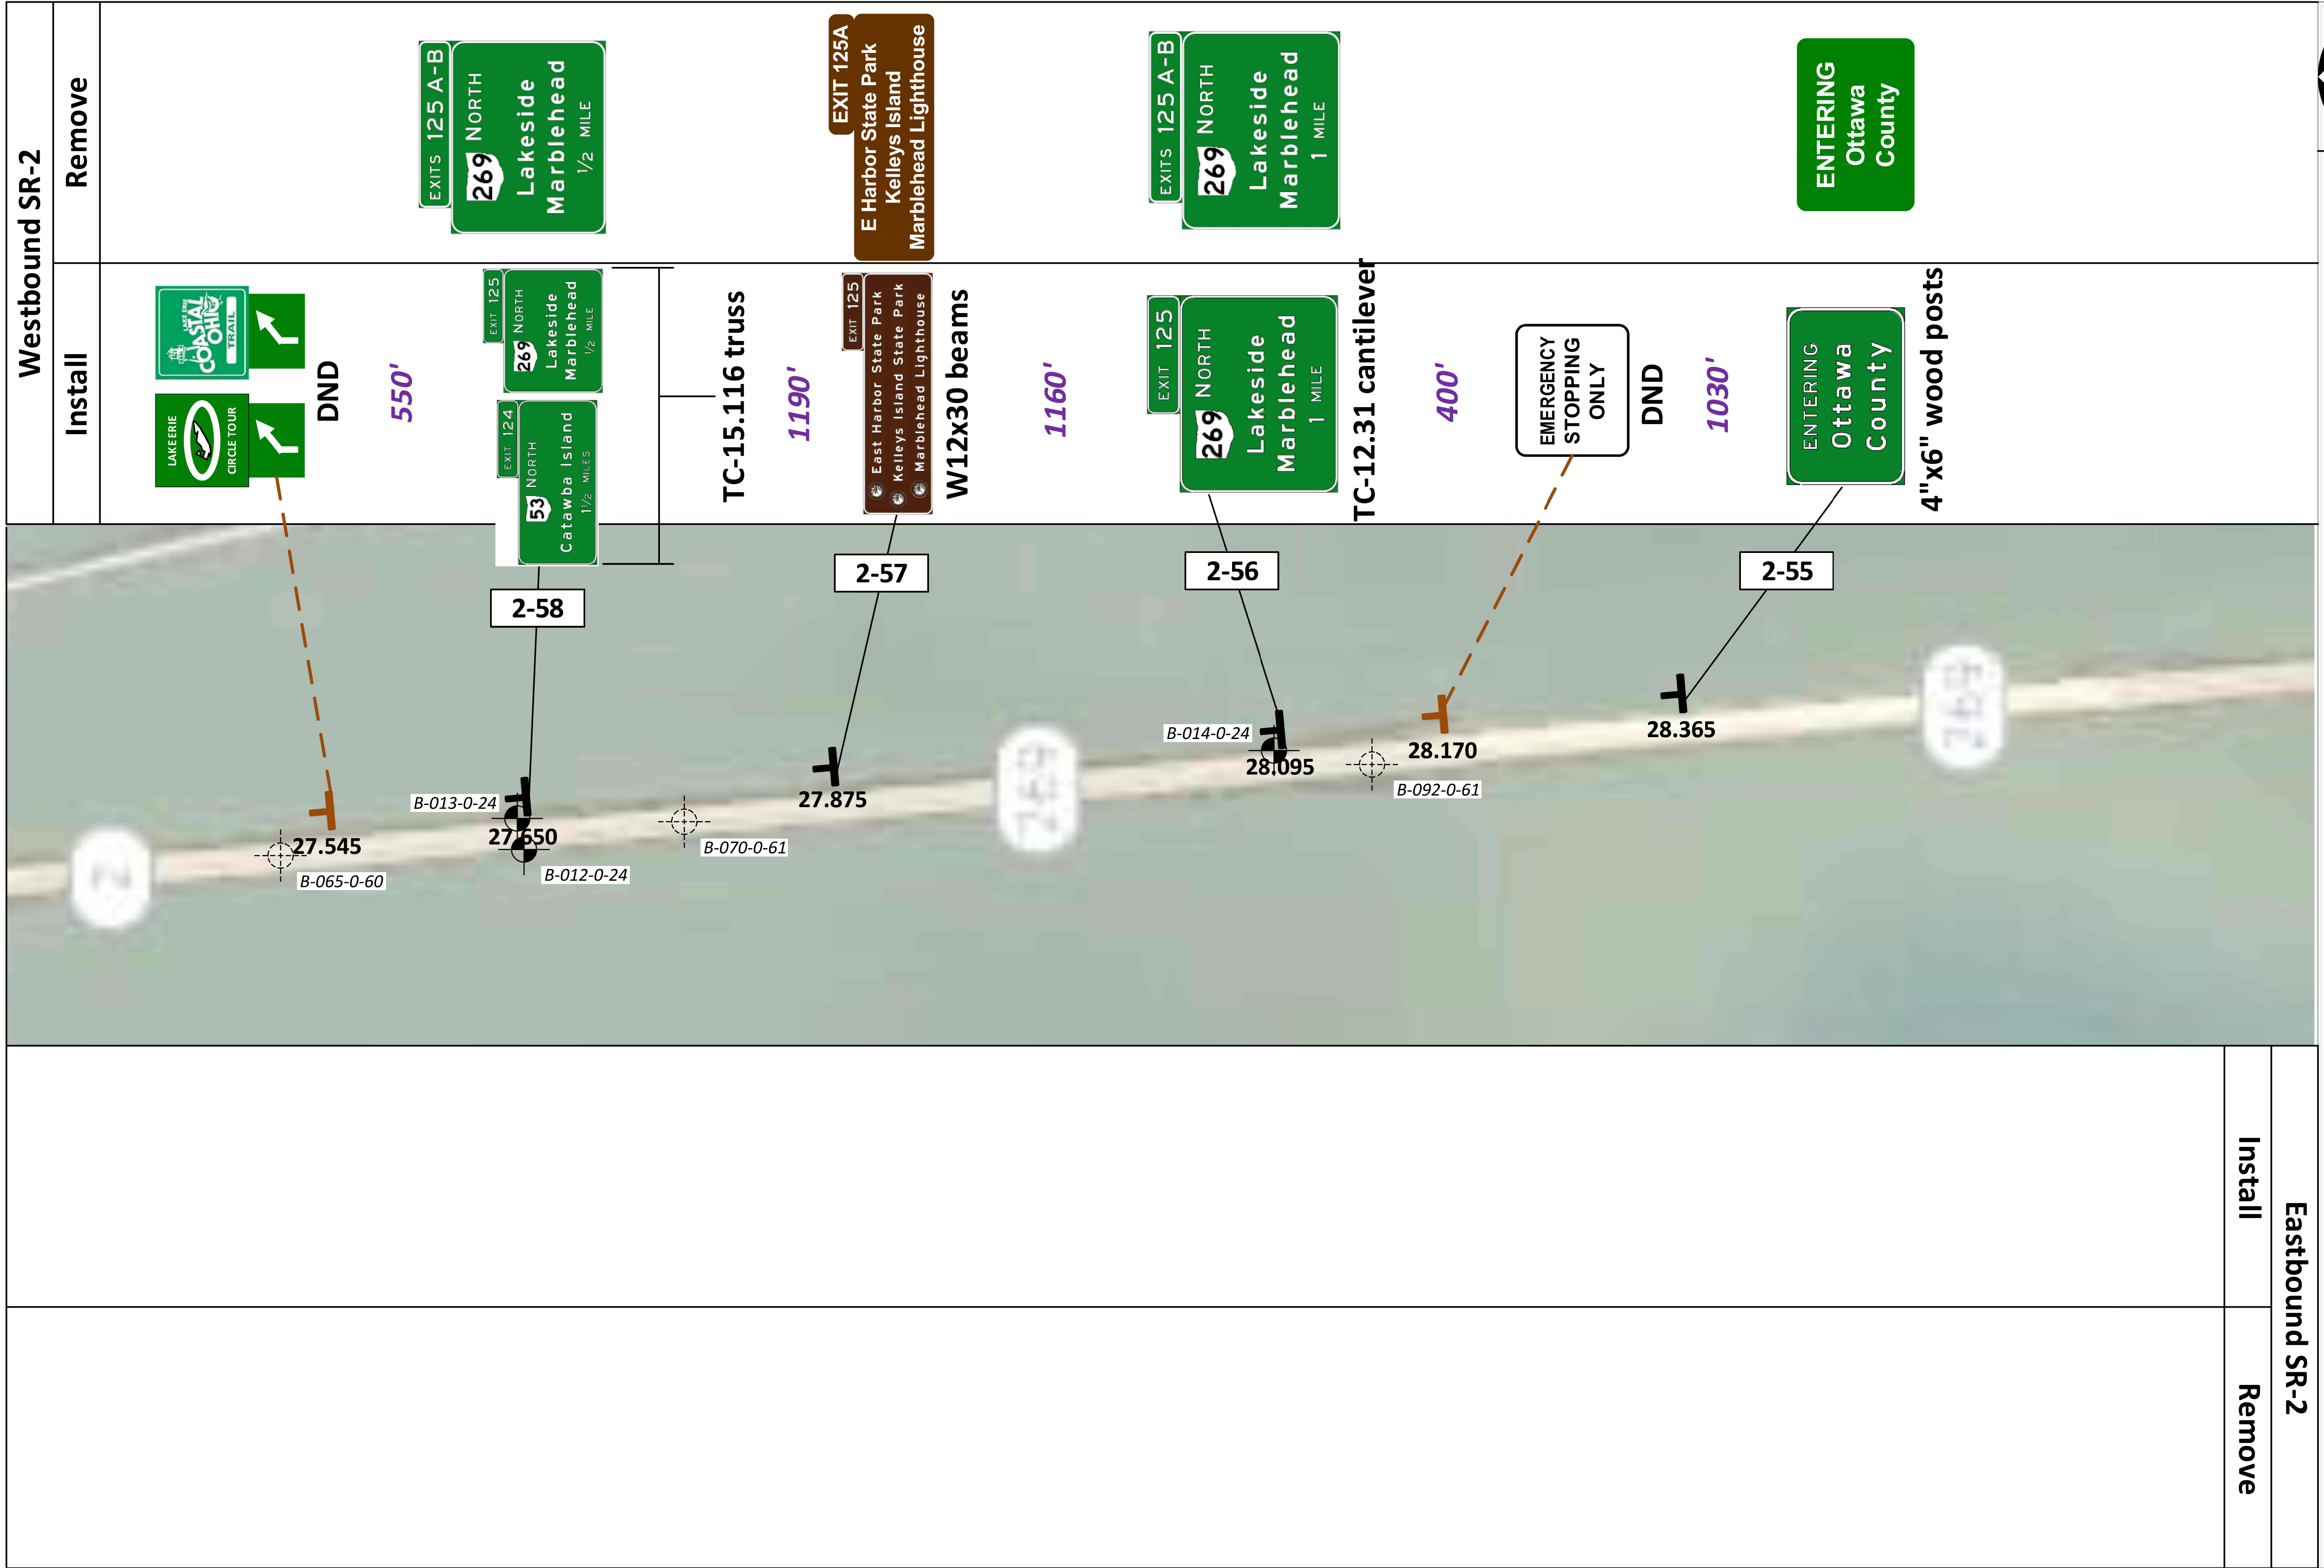 Westbound SR-2
Remove
EXITS 125 A-B
269 NORTH
Lakeside
Marblehead
1/2 MILE
EXIT 125A
E Harbor State Park
Kelleys Island
Marblehead Lighthouse
EXITS 125 A-B
269 NORTH
Lakeside
Marblehead
1 MILE
ENTERING
Ottawa
County
Install
LAKE ERIE
COASTAL
OHIO
TRAIL
LAKE ERIE
CIRCLE TOUR
DND
550'
EXIT 125
269 NORTH
Lakeside
Marblehead
1/2 MILE
EXIT 124
53 NORTH
Catawba Island
1 1/2 MILES
TC-15.116 truss
1190'
EXIT 125
East Harbor State Park
Kelleys Island State Park
Marblehead Lighthouse
W12x30 beams
1160'
EXIT 125
269 NORTH
Lakeside
Marblehead
1 MILE
TC-12.31 cantilever
400'
EMERGENCY
STOPPING
ONLY
DND
1030'
ENTERING
Ottawa
County
4"x6" wood posts
2-58
2-57
2-56
2-55
27.545
B-065-0-60
B-013-0-24
27.650
B-012-0-24
B-070-0-61
27.875
B-014-0-24
28.095
B-092-0-61
28.170
28.365
2
269
269
Eastbound SR-2
Install
Remove